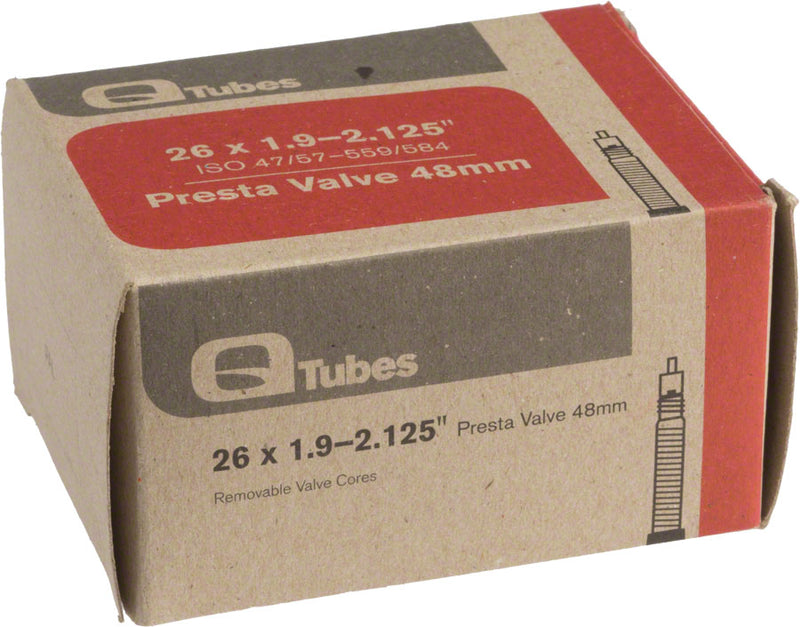 Q Tubes
26 x 1.9–2.125"
ISO 47/57–559/584
Presta Valve 48mm
Q Tubes
26 x 1.9–2.125" Presta Valve 48mm
Removable Valve Cores